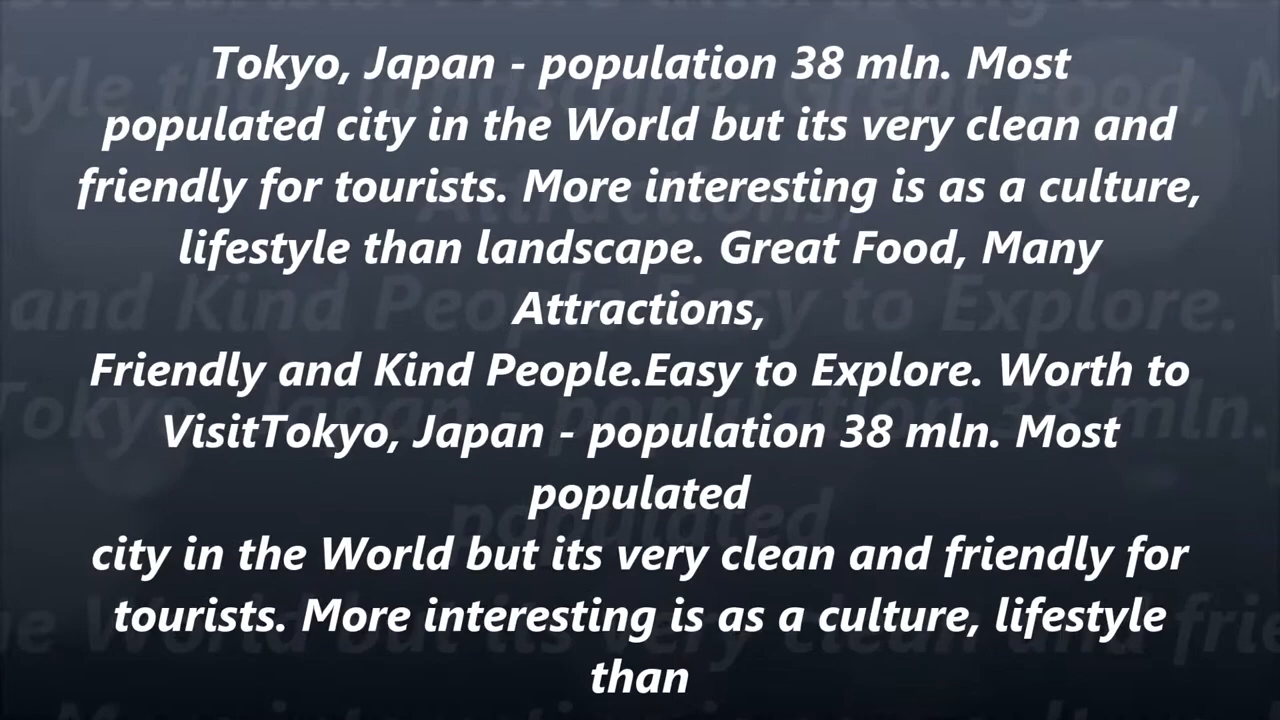 Tokyo, Japan - population 38 mln. Most
populated city in the World but its very clean and
friendly for tourists. More interesting is as a culture,
lifestyle than landscape. Great Food, Many
Attractions,
Friendly and Kind People.Easy to Explore. Worth to
VisitTokyo, Japan - population 38 mln. Most
populated
city in the World but its very clean and friendly for
tourists. More interesting is as a culture, lifestyle
than